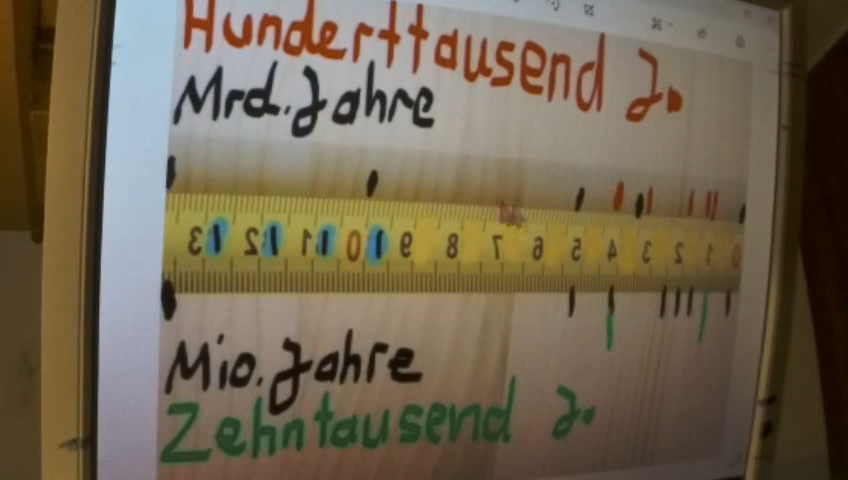 Hunderttausend J.
Mrd. Jahre
13 12 11 10 9 8 7 6 5 4 3 2 1 0
Mio. Jahre
Zehntausend J.